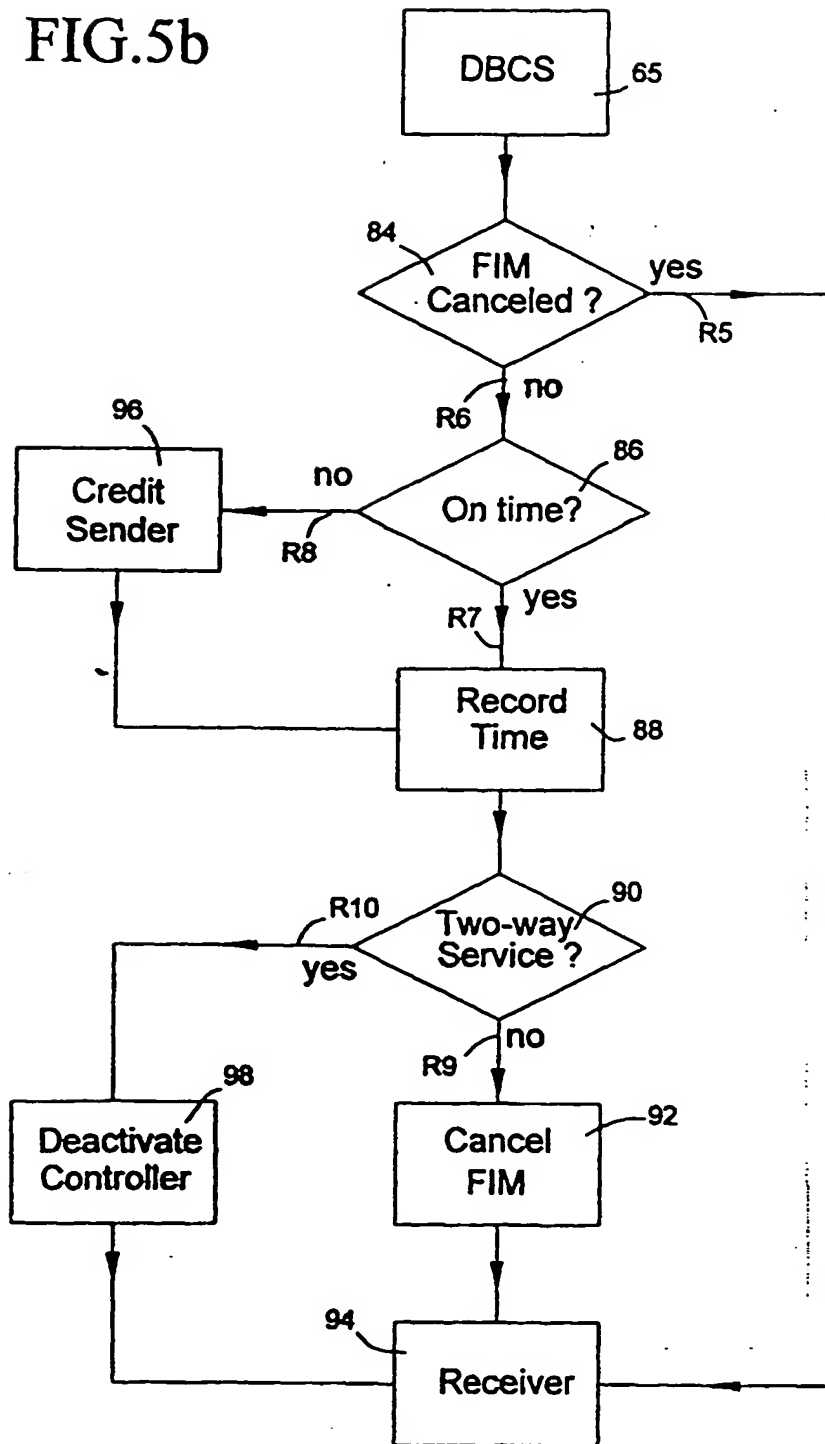 FIG.5b
DBCS
65
84
FIM
Canceled ?
yes
R5
R6
no
96
Credit
Sender
no
R8
86
On time?
yes
R7
Record
Time
88
R10
yes
90
Two-way
Service ?
no
R9
98
Deactivate
Controller
92
Cancel
FIM
94
Receiver